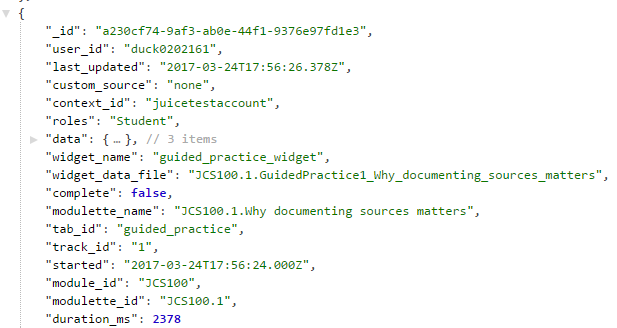 {
"_id": "a230cf74-9af3-ab0e-44f1-9376e97fd1e3",
"user_id": "duck0202161",
"last_updated": "2017-03-24T17:56:26.378Z",
"custom_source": "none",
"context_id": "juicetestaccount",
"roles": "Student",
"data": { … }, // 3 items
"widget_name": "guided_practice_widget",
"widget_data_file": "JCS100.1.GuidedPractice1_Why_documenting_sources_matters",
"complete": false,
"modulette_name": "JCS100.1.Why documenting sources matters",
"tab_id": "guided_practice",
"track_id": "1",
"started": "2017-03-24T17:56:24.000Z",
"module_id": "JCS100",
"modulette_id": "JCS100.1",
"duration_ms": 2378